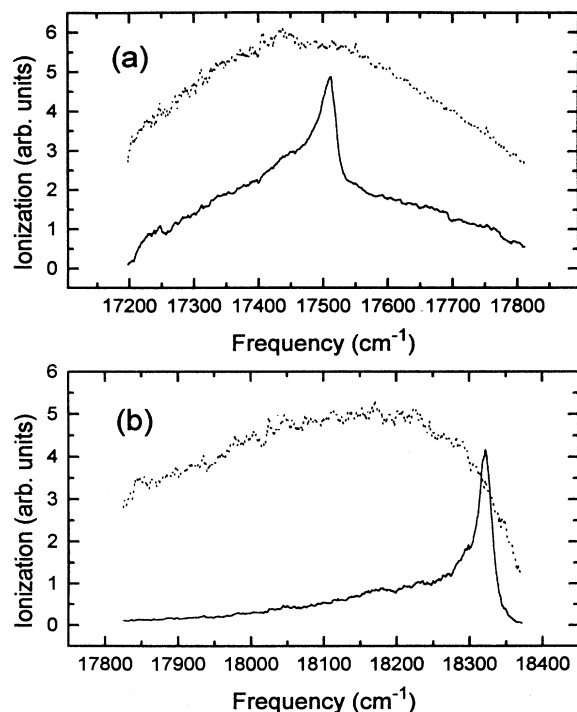 6
(a)
5
4
3
2
1
0
Ionization (arb. units)
17200 17300 17400 17500 17600 17700 17800
Frequency (cm-1)
6
(b)
5
4
3
2
1
0
Ionization (arb. units)
17800 17900 18000 18100 18200 18300 18400
Frequency (cm-1)